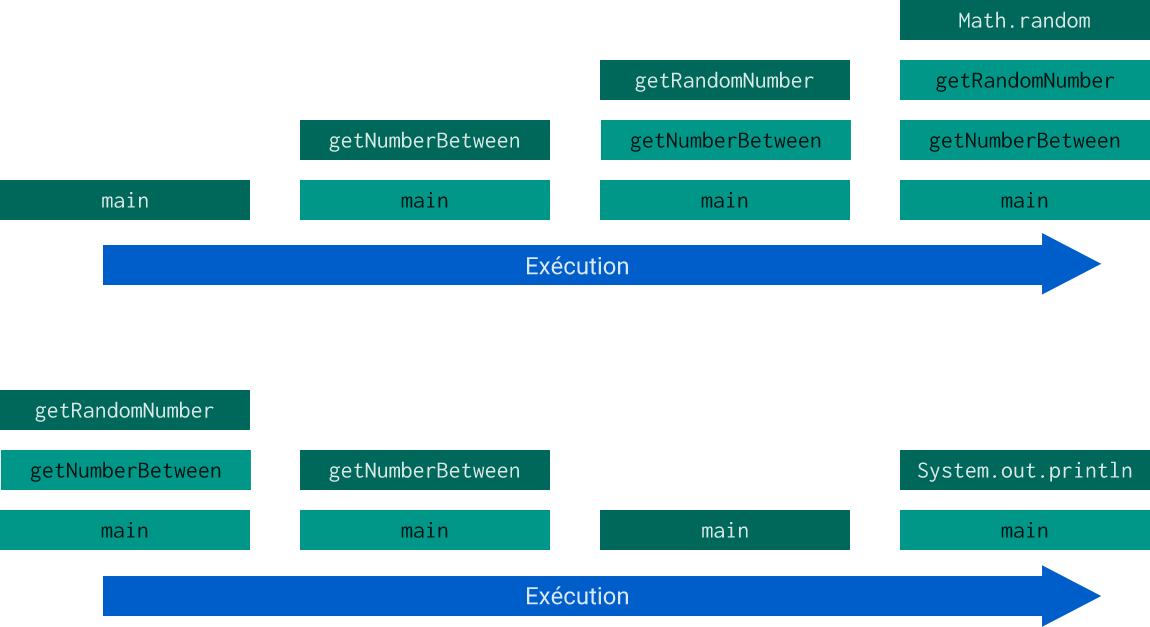 Math.random
getRandomNumber getRandomNumber
getNumberBetween getNumberBetween getNumberBetween
main main main main
Exécution
getRandomNumber
getNumberBetween getNumberBetween System.out.println
main main main main
Exécution